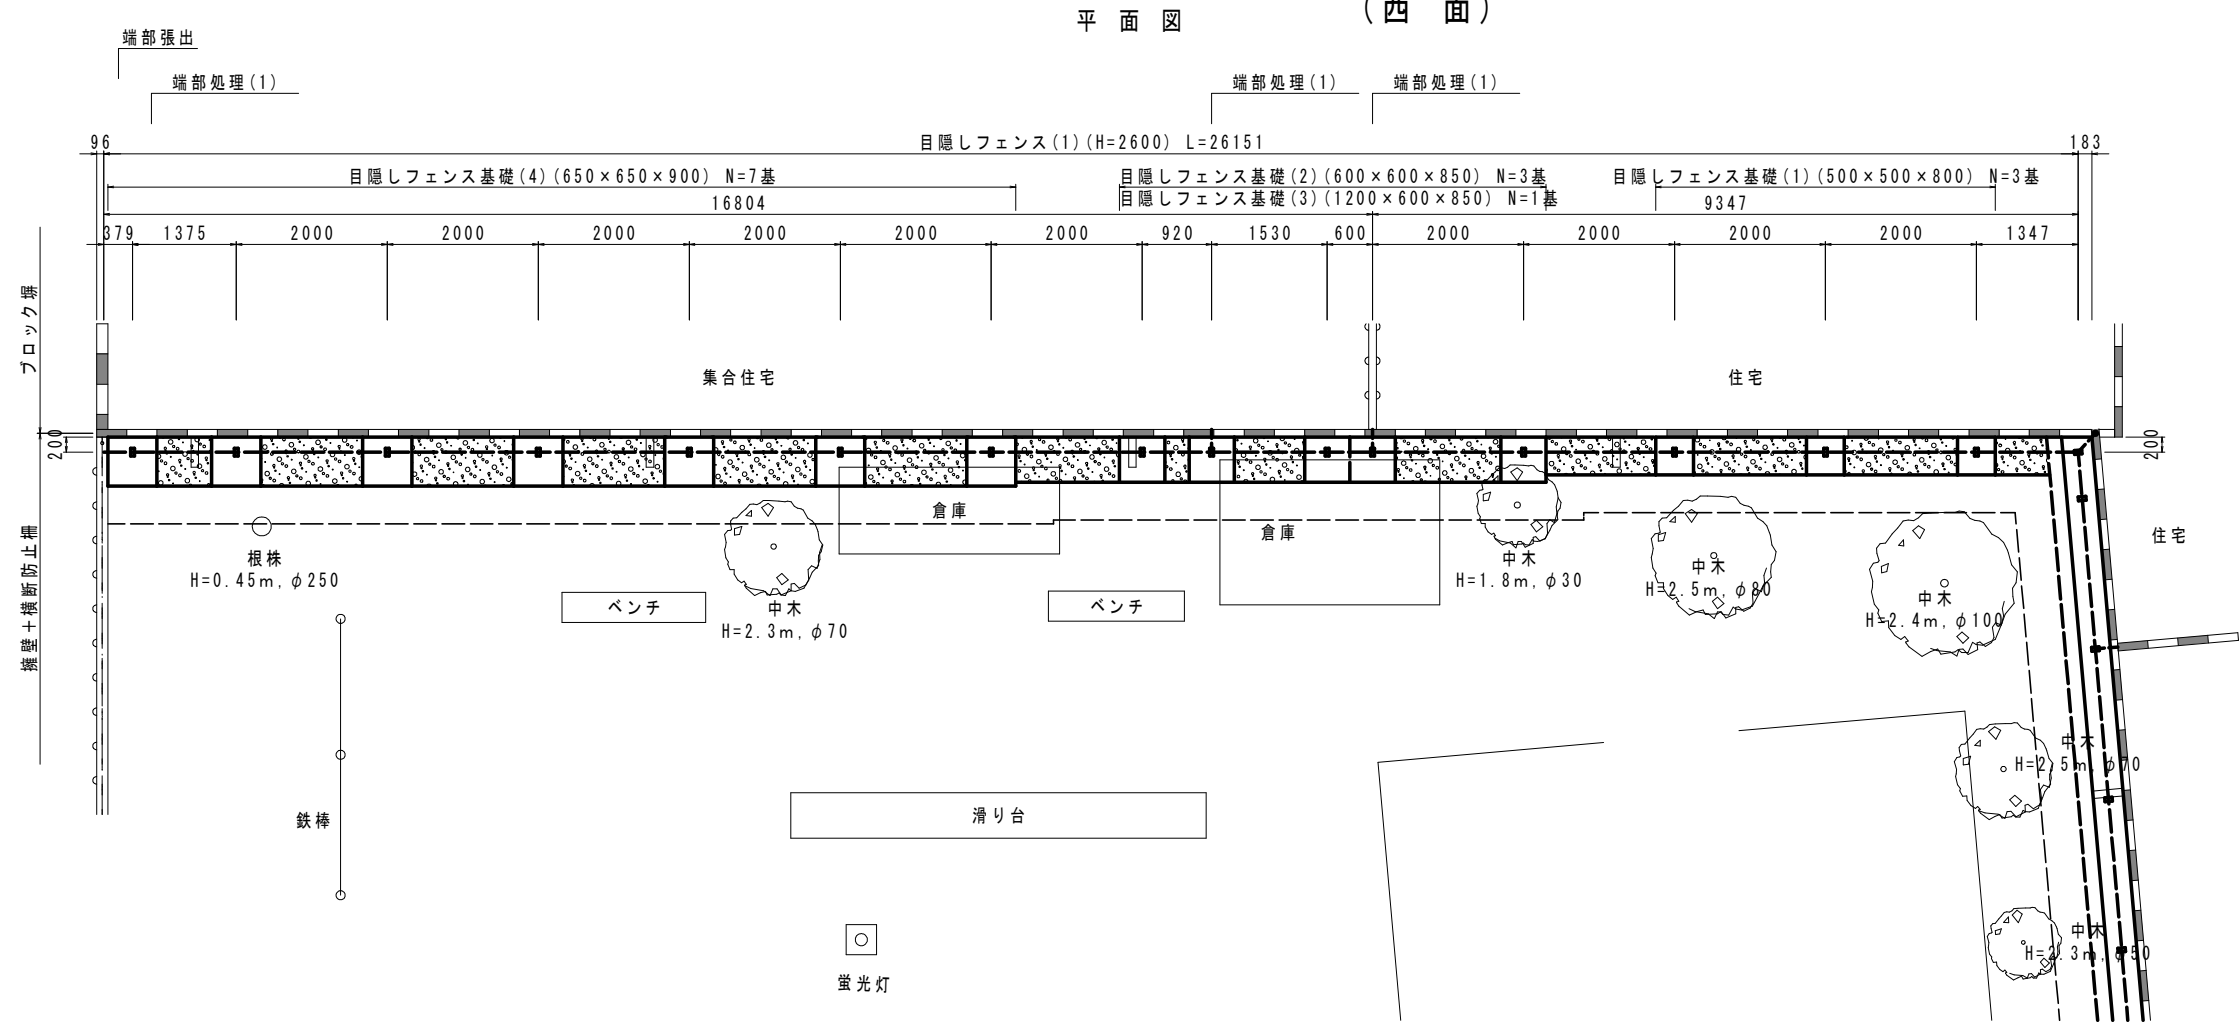 平面図
(西 面)
端部張出
端部処理(1)
端部処理(1)
端部処理(1)
96
目隠しフェンス(1)(H=2600) L=26151
183
目隠しフェンス基礎(4)(650×650×900) N=7基
目隠しフェンス基礎(2)(600×600×850) N=3基
目隠しフェンス基礎(1)(500×500×800) N=3基
目隠しフェンス基礎(3)(1200×600×850) N=1基
16804
9347
379
1375
2000
2000
2000
2000
2000
2000
920
1530
600
2000
2000
2000
2000
1347
ブロック塀
集合住宅
住宅
200
200
擁壁+横断防止柵
倉庫
倉庫
住宅
根株
H=0.45m,φ250
中木
H=2.3m,φ70
ベンチ
ベンチ
中木
H=1.8m,φ30
中木
H=2.5m,φ80
中木
H=2.4m,φ100
中木
H=2.5m,φ70
鉄棒
滑り台
中木
H=2.3m,φ50
蛍光灯